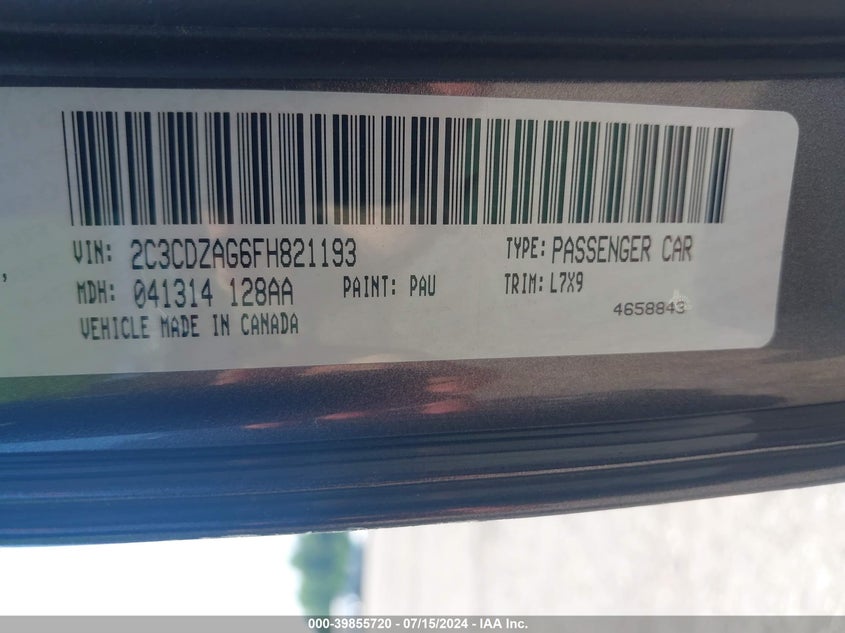 VIN: 2C3CDZAG6FH821193 TYPE: PASSENGER CAR
MDH: 041314 128AA PAINT: PAU TRIM: L7X9
VEHICLE MADE IN CANADA 4658843
000-39855720 - 07/15/2024 - IAA Inc.